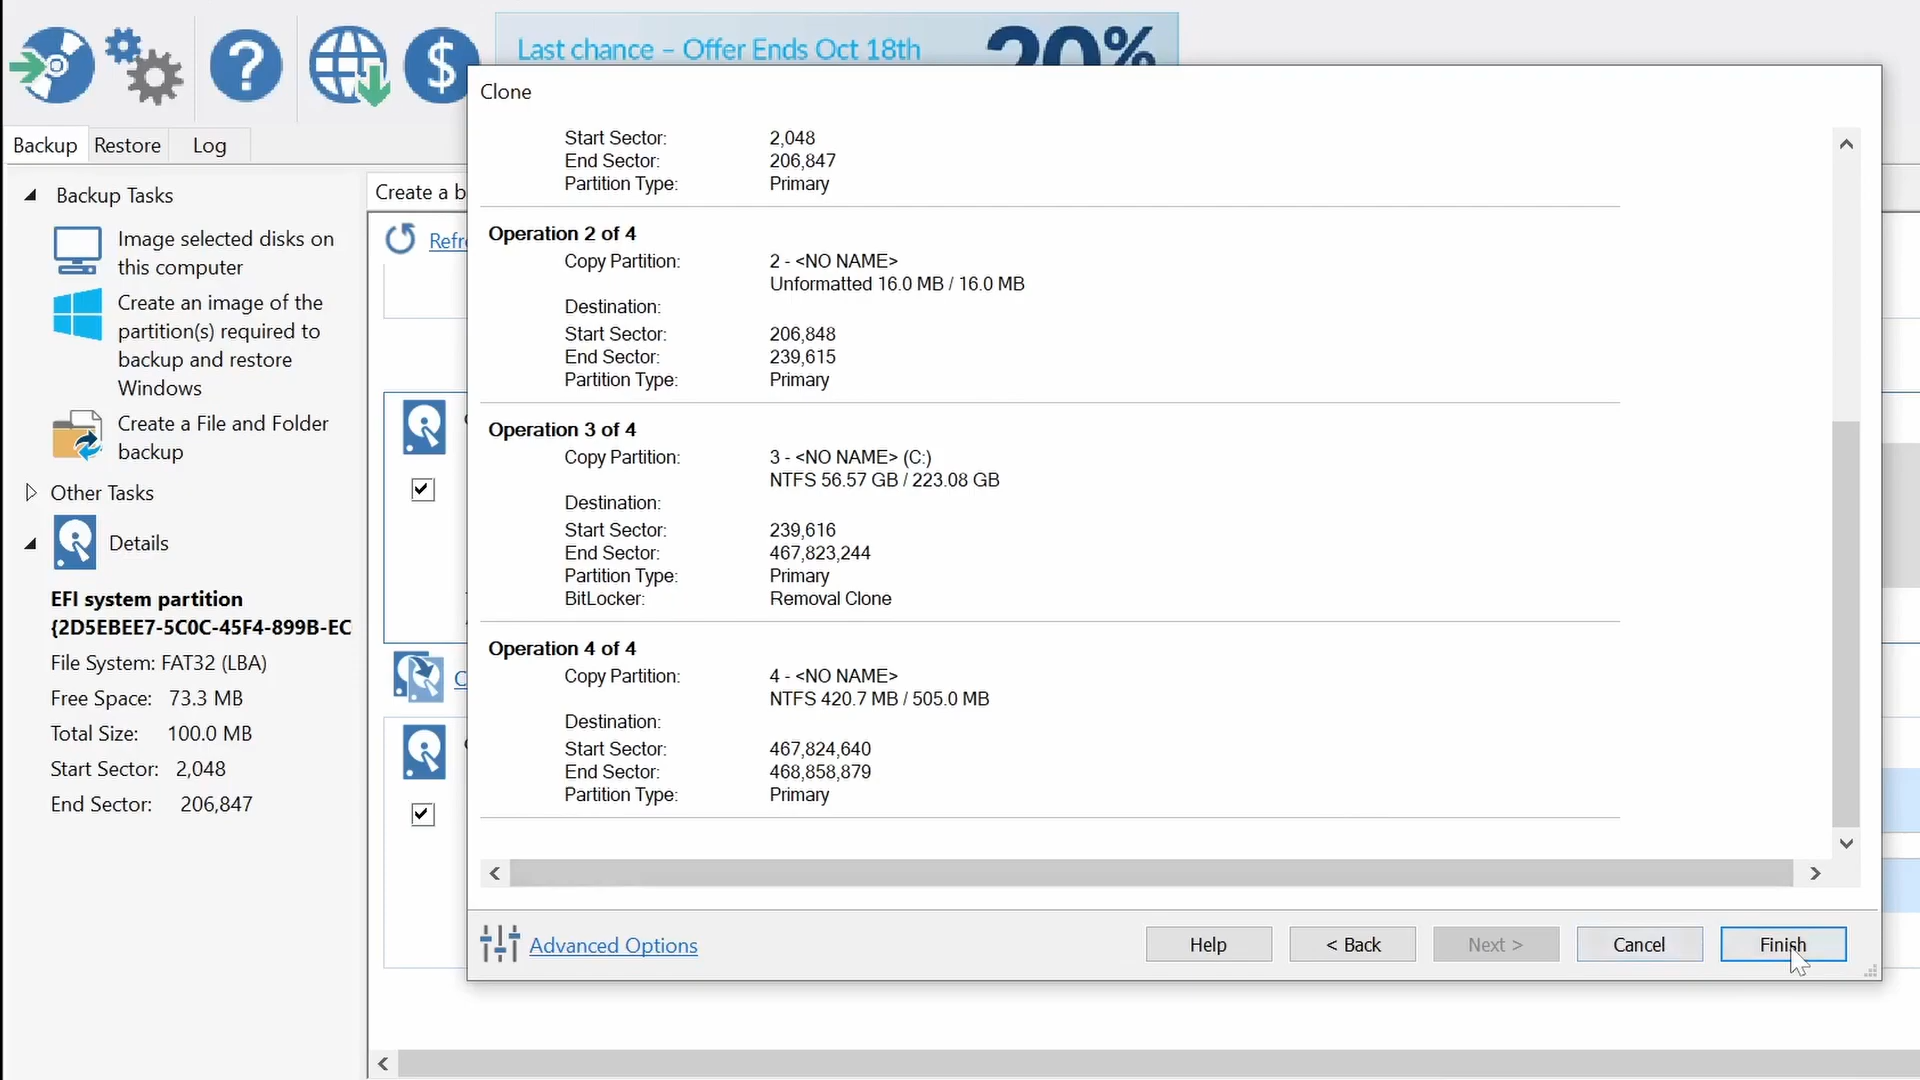 Last chance – Offer Ends Oct 18th
20%
Clone
Backup
Restore
Log
Backup Tasks
Image selected disks on
this computer
Create an image of the
partition(s) required to
backup and restore
Windows
Create a File and Folder
backup
Other Tasks
Details
EFI system partition
{2D5EBEE7-5C0C-45F4-899B-EC
File System: FAT32 (LBA)
Free Space: 73.3 MB
Total Size: 100.0 MB
Start Sector: 2,048
End Sector: 206,847
Create a b
Refr
C
Start Sector: 2,048
End Sector: 206,847
Partition Type: Primary
Operation 2 of 4
Copy Partition: 2 - <NO NAME>
Unformatted 16.0 MB / 16.0 MB
Destination:
Start Sector: 206,848
End Sector: 239,615
Partition Type: Primary
Operation 3 of 4
Copy Partition: 3 - <NO NAME> (C:)
NTFS 56.57 GB / 223.08 GB
Destination:
Start Sector: 239,616
End Sector: 467,823,244
Partition Type: Primary
BitLocker: Removal Clone
Operation 4 of 4
Copy Partition: 4 - <NO NAME>
NTFS 420.7 MB / 505.0 MB
Destination:
Start Sector: 467,824,640
End Sector: 468,858,879
Partition Type: Primary
Advanced Options
Help
< Back
Next >
Cancel
Finish